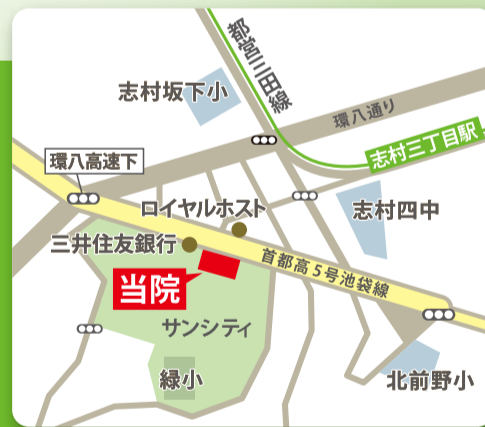 都営三田線
志村坂下小
環八通り
志村三丁目駅
環八高速下
ロイヤルホスト
志村四中
三井住友銀行
首都高5号池袋線
当院
サンシティ
緑小
北前野小